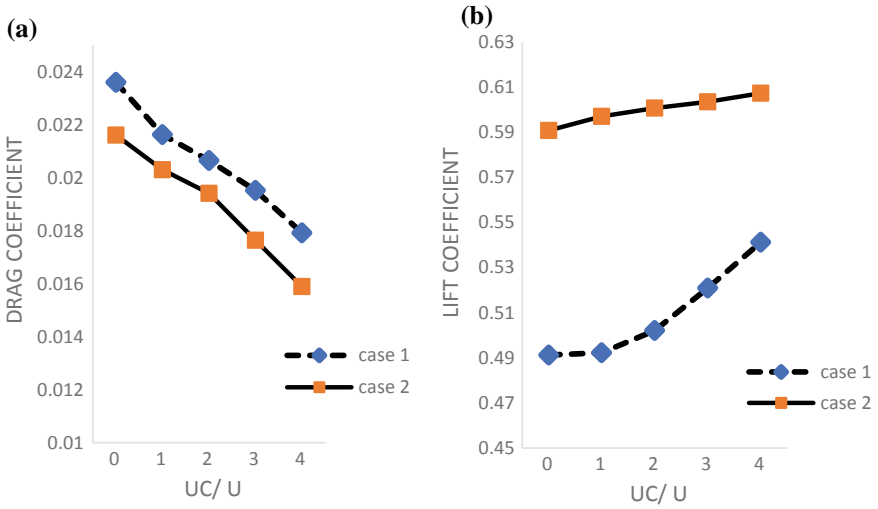 (a)
DRAG COEFFICIENT
0.024
0.022
0.02
0.018
0.016
0.014
0.012
0.01
0 1 2 3 4
UC/ U
case 1
case 2
(b)
LIFT COEFFICIENT
0.63
0.61
0.59
0.57
0.55
0.53
0.51
0.49
0.47
0.45
0 1 2 3 4
UC/ U
case 1
case 2